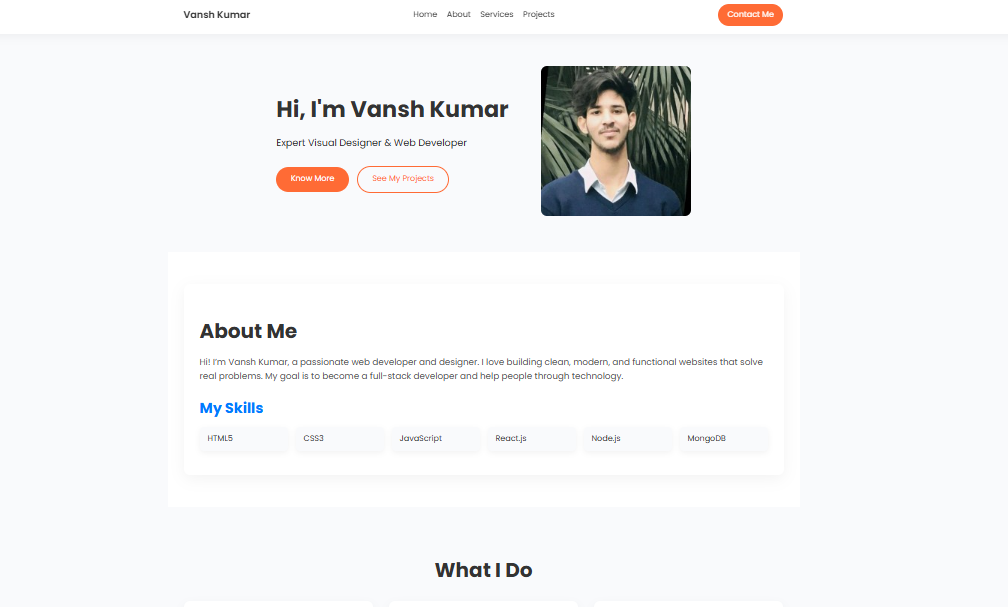 Vansh Kumar
Home About Services Projects
Contact Me
Hi, I'm Vansh Kumar
Expert Visual Designer & Web Developer
Know More
See My Projects
About Me
Hi! I'm Vansh Kumar, a passionate web developer and designer. I love building clean, modern, and functional websites that solve
real problems. My goal is to become a full-stack developer and help people through technology.
My Skills
HTML5 CSS3 JavaScript React.js Node.js MongoDB
What I Do